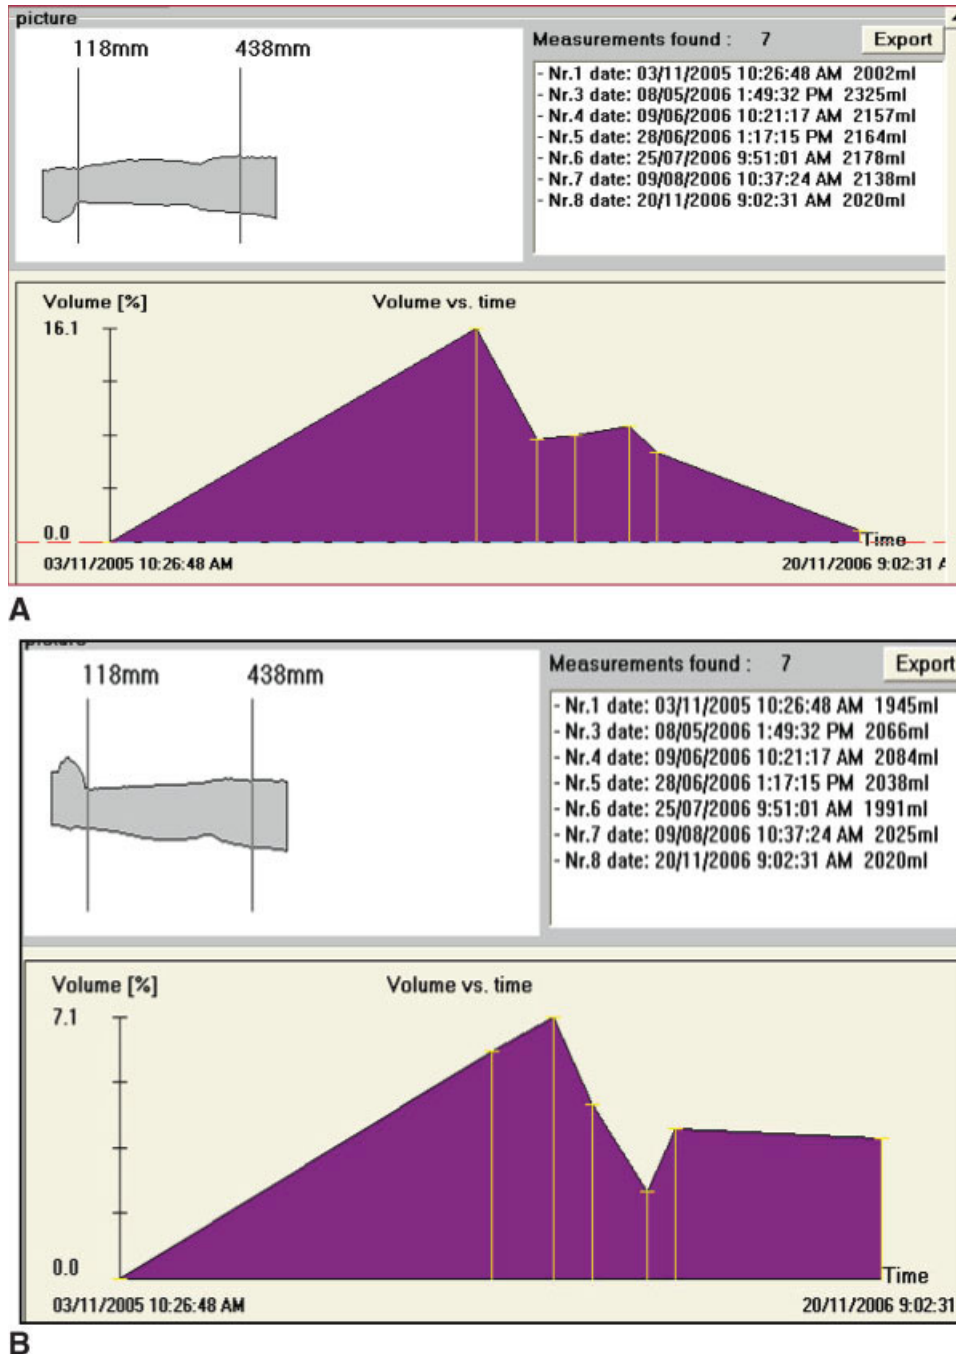 picture
118mm 438mm
Measurements found : 7 Export
- Nr.1 date: 03/11/2005 10:26:48 AM 2002ml
- Nr.3 date: 08/05/2006 1:49:32 PM 2325ml
- Nr.4 date: 09/06/2006 10:21:17 AM 2157ml
- Nr.5 date: 28/06/2006 1:17:15 PM 2164ml
- Nr.6 date: 25/07/2006 9:51:01 AM 2178ml
- Nr.7 date: 09/08/2006 10:37:24 AM 2138ml
- Nr.8 date: 20/11/2006 9:02:31 AM 2020ml
Volume [%] Volume vs. time
16.1
0.0
Time
03/11/2005 10:26:48 AM 20/11/2006 9:02:31 A
A
picture
118mm 438mm
Measurements found : 7 Export
- Nr.1 date: 03/11/2005 10:26:48 AM 1945ml
- Nr.3 date: 08/05/2006 1:49:32 PM 2066ml
- Nr.4 date: 09/06/2006 10:21:17 AM 2084ml
- Nr.5 date: 28/06/2006 1:17:15 PM 2038ml
- Nr.6 date: 25/07/2006 9:51:01 AM 1991ml
- Nr.7 date: 09/08/2006 10:37:24 AM 2025ml
- Nr.8 date: 20/11/2006 9:02:31 AM 2020ml
Volume [%] Volume vs. time
7.1
0.0
Time
03/11/2005 10:26:48 AM 20/11/2006 9:02:31
B